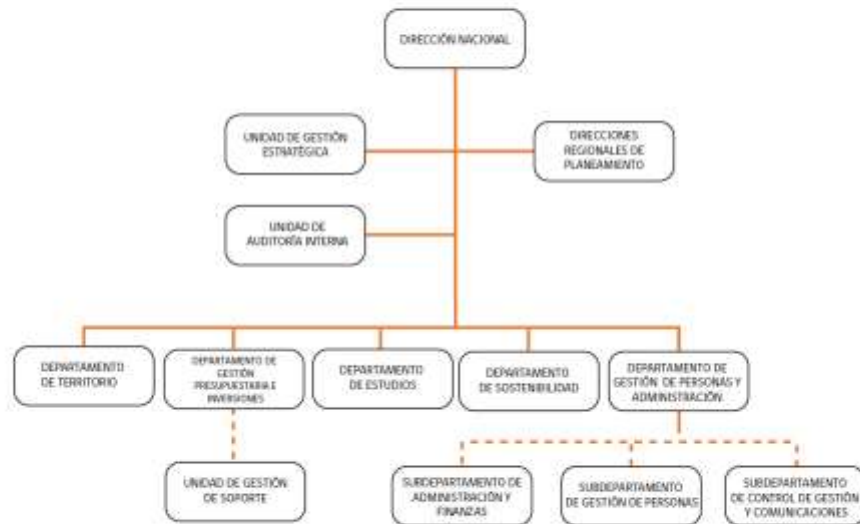 DIRECCIÓN NACIONAL
UNIDAD DE GESTIÓN
ESTRATÉGICA
DIRECCIONES
REGIONALES DE
PLANEAMIENTO
UNIDAD DE
AUDITORÍA INTERNA
DEPARTAMENTO
DE TERRITORIO
DEPARTAMENTO DE
GESTIÓN
PRESUPUESTARIA E
INVERSIONES
DEPARTAMENTO
DE ESTUDIOS
DEPARTAMENTO
DE SOSTENIBILIDAD
DEPARTAMENTO DE
GESTIÓN DE PERSONAS Y
ADMINISTRACIÓN
UNIDAD DE GESTIÓN
DE SOPORTE
SUBDEPARTAMENTO DE
ADMINISTRACIÓN Y
FINANZAS
SUBDEPARTAMENTO
DE GESTIÓN DE PERSONAS
SUBDEPARTAMENTO
DE CONTROL DE GESTIÓN
Y COMUNICACIONES